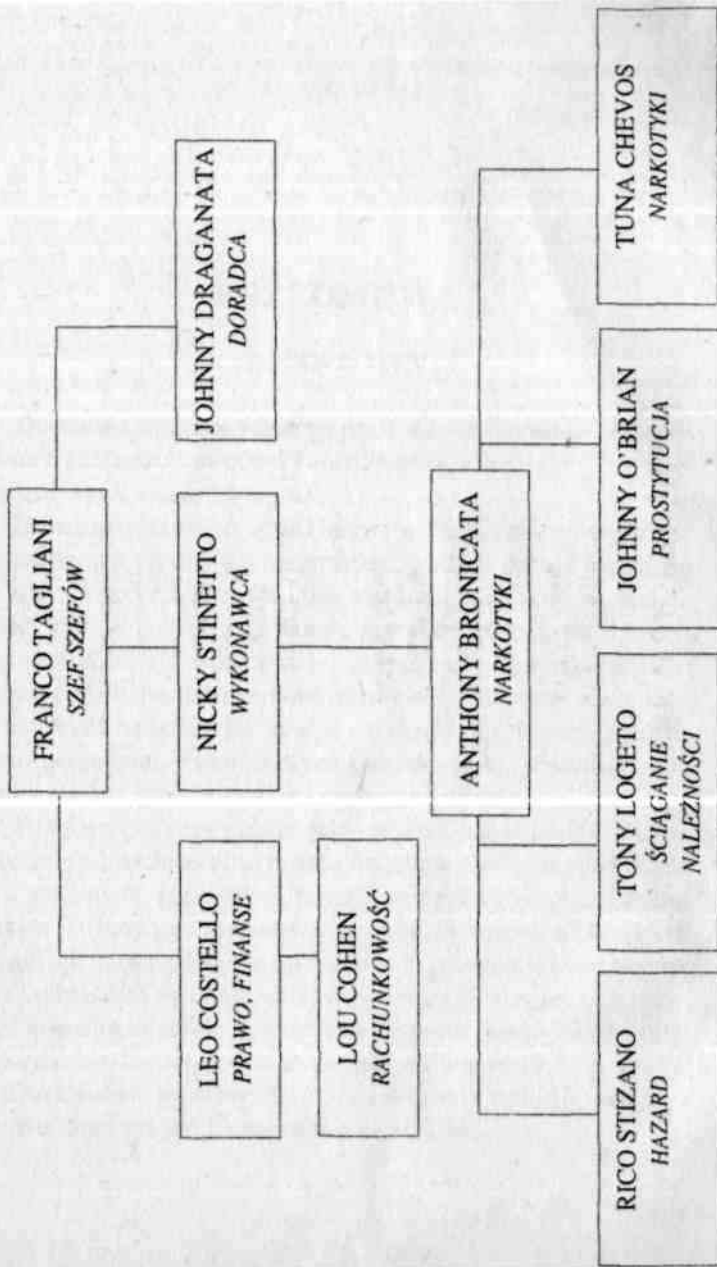 FRANCO TAGLIANI
SZEF SZEFÓW
LEO COSTELLO
PRAWO, FINANSE
NICKY STINETTO
WYKONAWCA
JOHNNY DRAGANATA
DORADCA
LOU COHEN
RACHUNKOWOŚĆ
ANTHONY BRONICATA
NARKOTYKI
RICO STIZANO
HAZARD
TONY LOGETO
ŚCIĄGANIE
NALEŻNOŚCI
JOHNNY O'BRIAN
PROSTYTUCJA
TUNA CHEVOS
NARKOTYKI